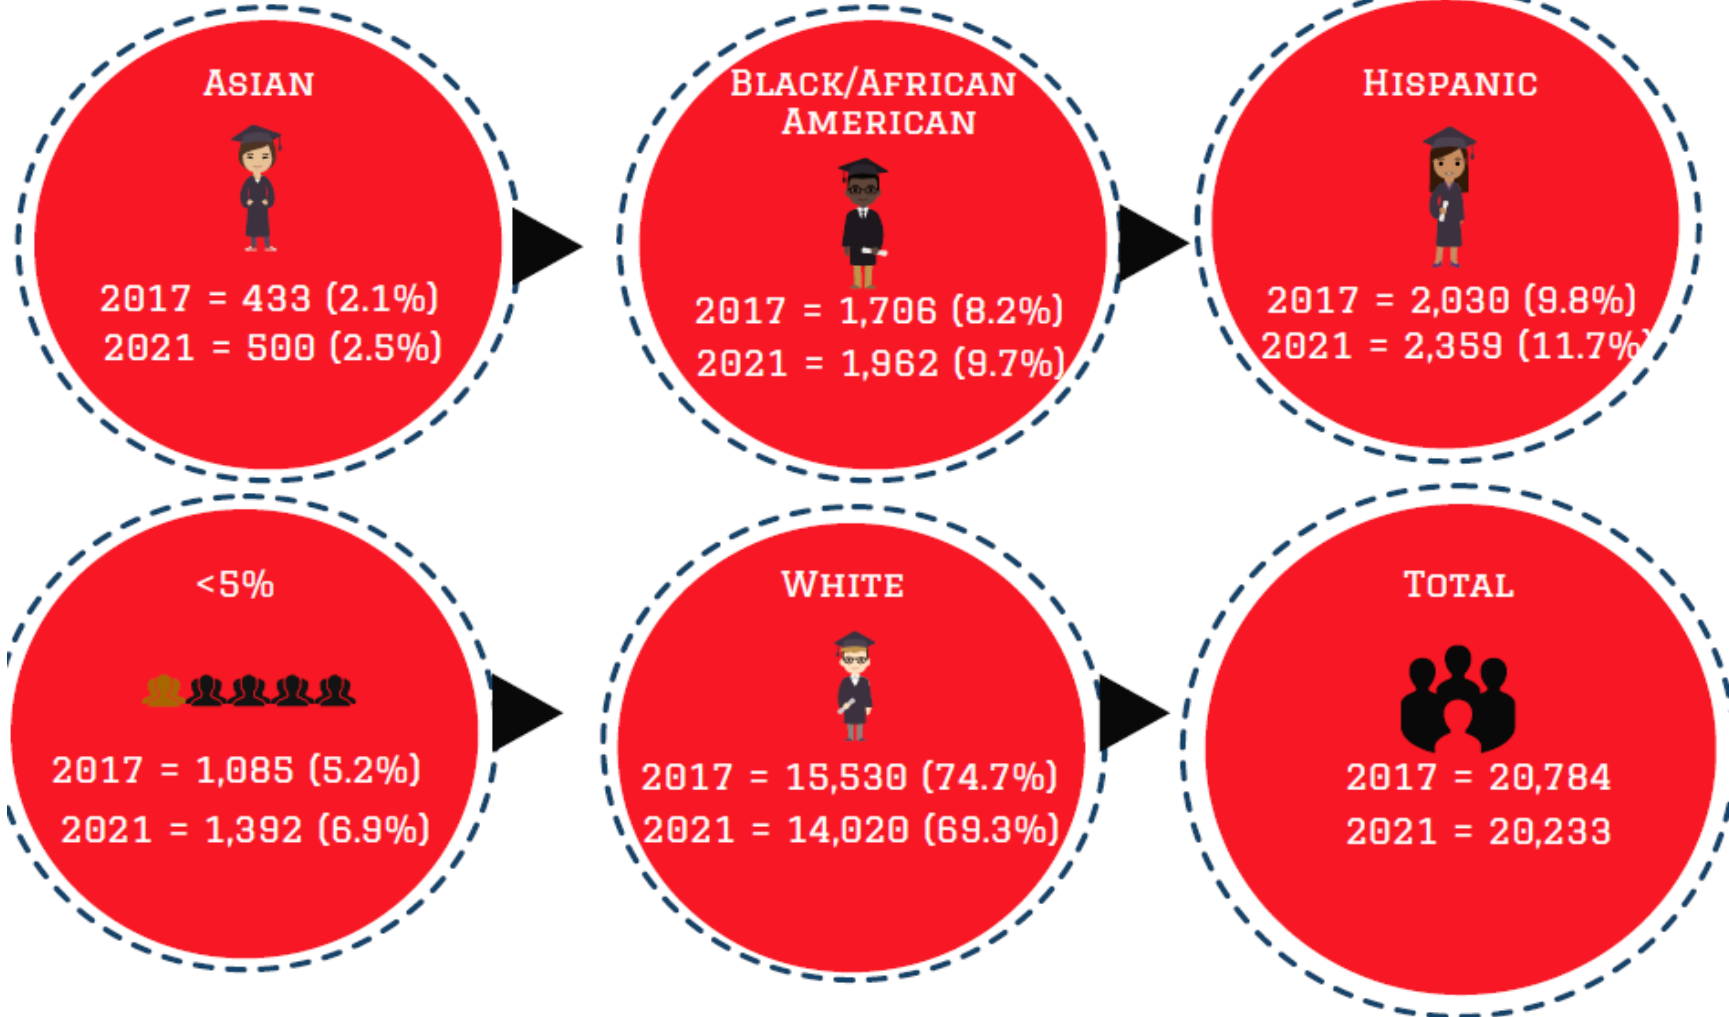 Asian
2017 = 433 (2.1%)
2021 = 500 (2.5%)
Black/African
American
2017 = 1,706 (8.2%)
2021 = 1,962 (9.7%)
Hispanic
2017 = 2,030 (9.8%)
2021 = 2,359 (11.7%)
<5%
2017 = 1,085 (5.2%)
2021 = 1,392 (6.9%)
White
2017 = 15,530 (74.7%)
2021 = 14,020 (69.3%)
Total
2017 = 20,784
2021 = 20,233